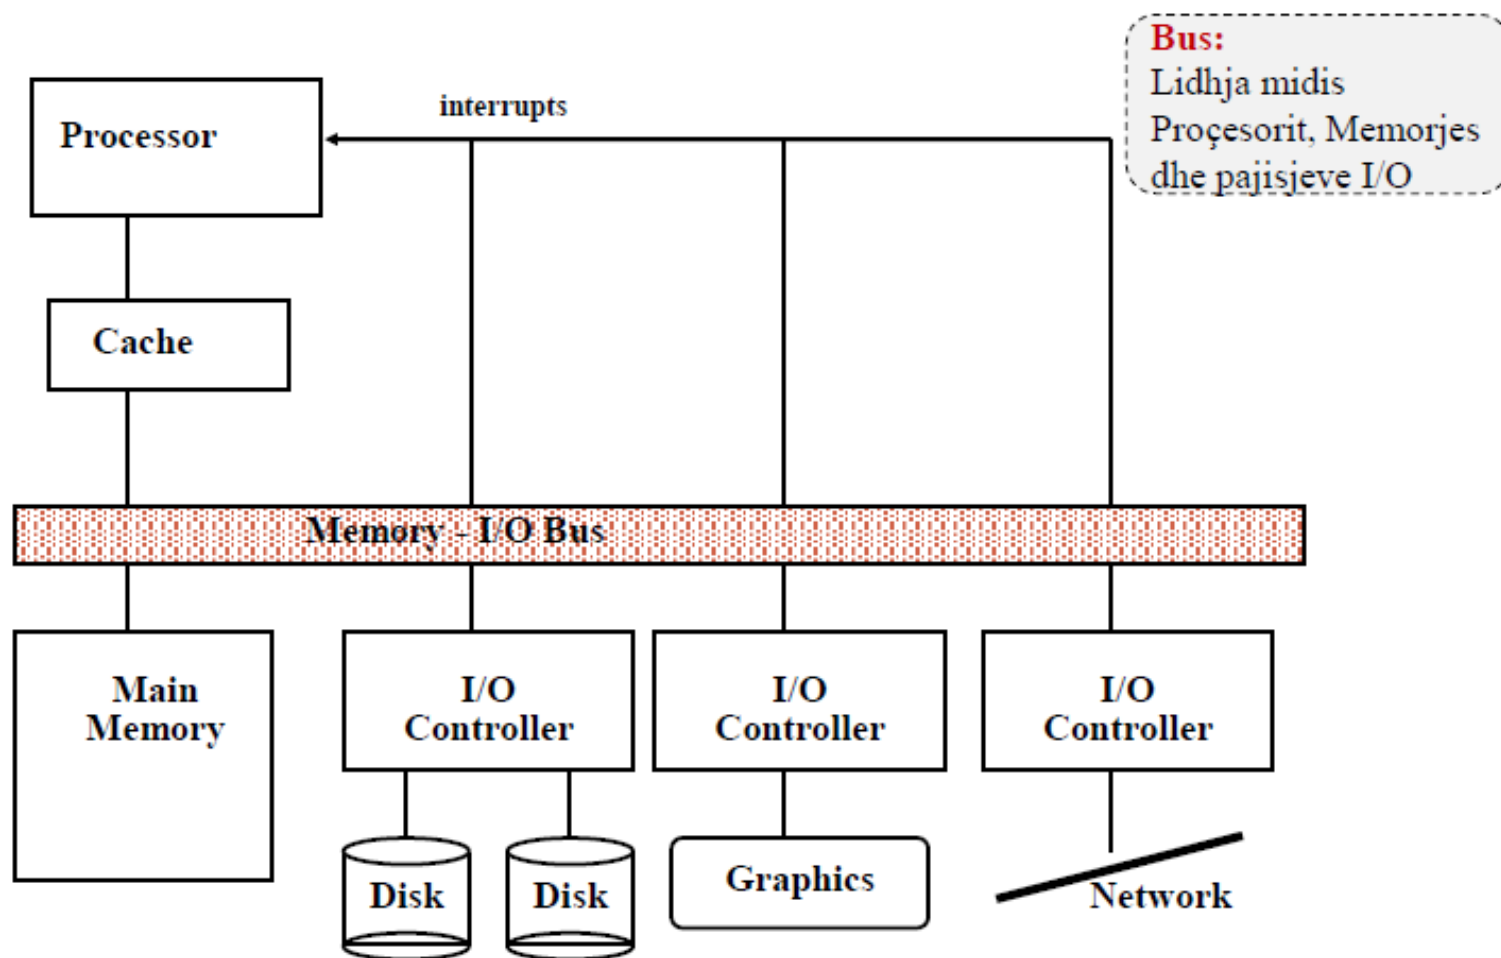 Bus:
Lidhja midis
Proçesorit, Memorjes
dhe pajisjeve I/O
interrupts
Processor
Cache
Memory - I/O Bus
Main
Memory
I/O
Controller
I/O
Controller
I/O
Controller
Disk
Disk
Graphics
Network